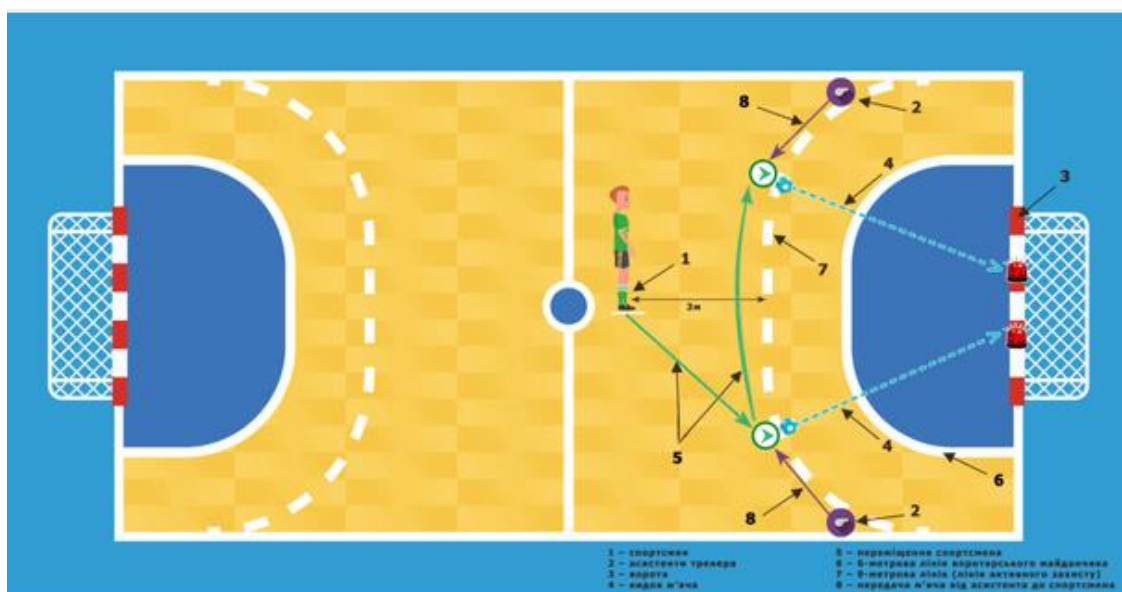 8
2
4
3
1
7
3м
5
4
6
8
2
1 – спортсмен
2 – асистенти тренера
3 – ворота
4 – кидок м'яча
5 – переміщення спортсмена
6 – 6-метрова лінія воротарського майданчика
7 – 9-метрова лінія (лінія активного захисту)
8 – передача м'яча від асистента до спортсмена